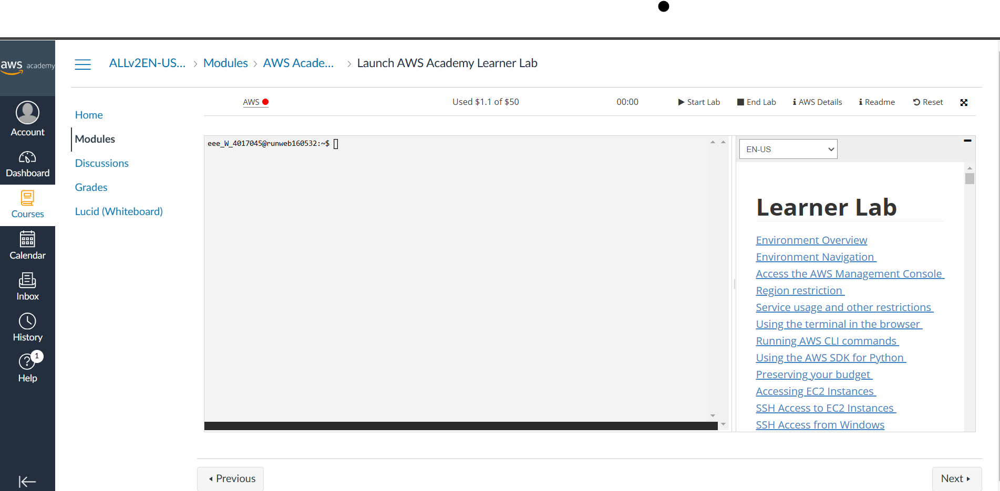 aws academy
Account
Dashboard
Courses
Calendar
Inbox
History
1
Help
ALLv2EN-US... > Modules > AWS Acade... > Launch AWS Academy Learner Lab
Home
Modules
Discussions
Grades
Lucid (Whiteboard)
AWS Used $1.1 of $50 00:00 Start Lab End Lab AWS Details Readme Reset
eee_W_4017045@runweb160532:~$
EN-US
Learner Lab
Environment Overview
Environment Navigation
Access the AWS Management Console
Region restriction
Service usage and other restrictions
Using the terminal in the browser
Running AWS CLI commands
Using the AWS SDK for Python
Preserving your budget
Accessing EC2 Instances
SSH Access to EC2 Instances
SSH Access from Windows
Previous
Next